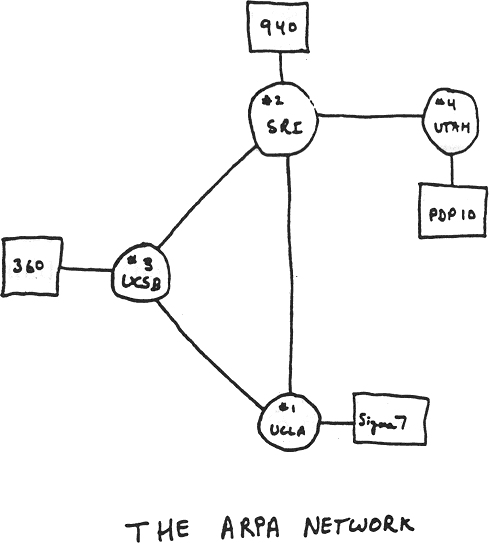 940
#2
SRI
#4
UTAH
PDP 10
360
#3
UCSB
#1
UCLA
Sigma 7
THE ARPA NETWORK